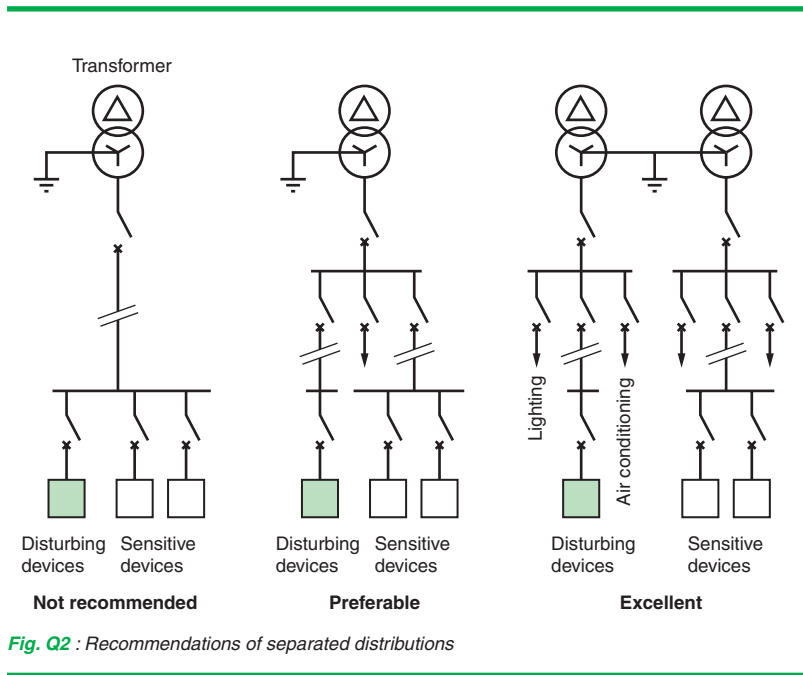 Transformer
Lighting
Air conditioning
Disturbing devices
Sensitive devices
Disturbing devices
Sensitive devices
Disturbing devices
Sensitive devices
Not recommended
Preferable
Excellent
Fig. Q2 : Recommendations of separated distributions